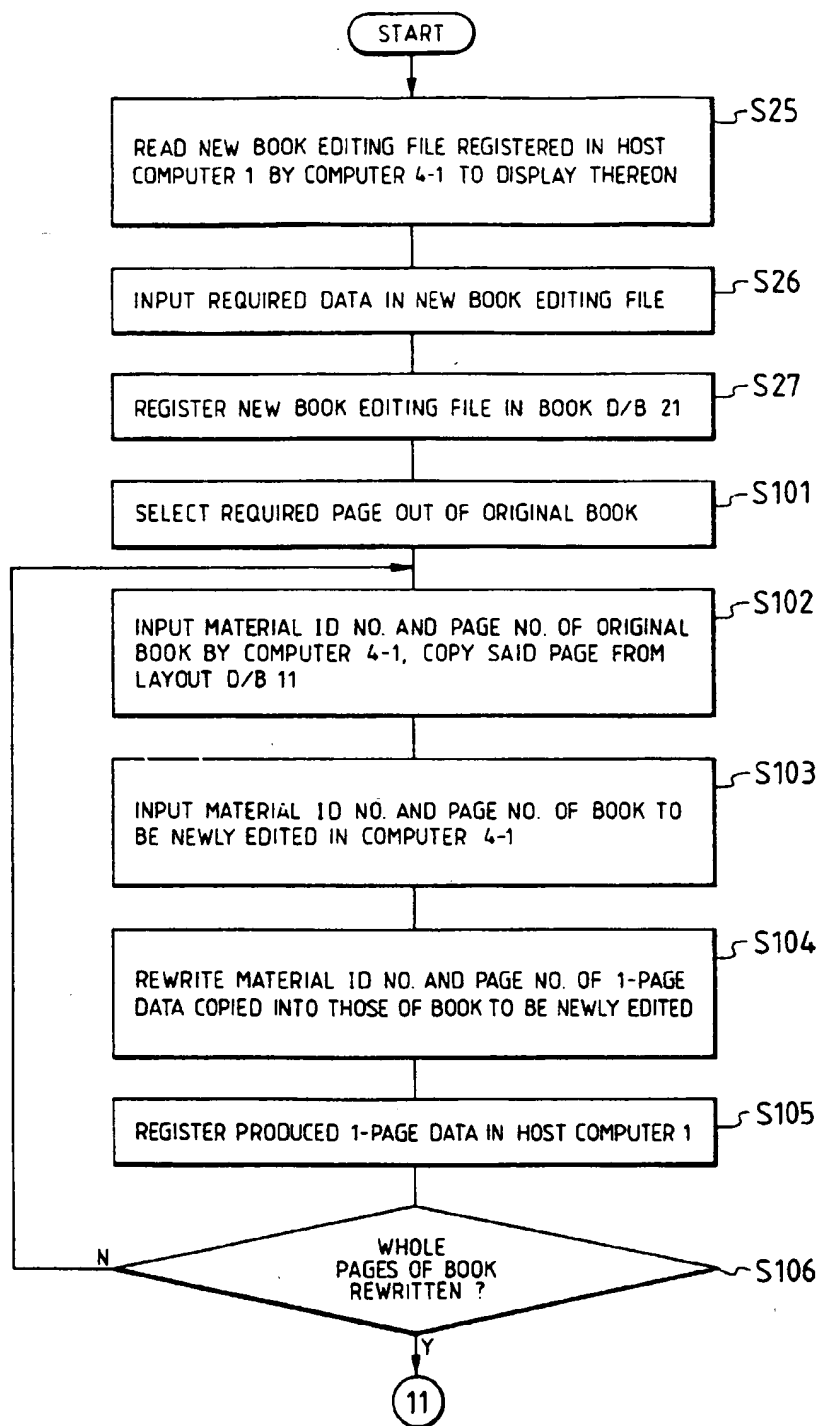 START
S25
READ NEW BOOK EDITING FILE REGISTERED IN HOST
COMPUTER 1 BY COMPUTER 4-1 TO DISPLAY THEREON
S26
INPUT REQUIRED DATA IN NEW BOOK EDITING FILE
S27
REGISTER NEW BOOK EDITING FILE IN BOOK D/B 21
S101
SELECT REQUIRED PAGE OUT OF ORIGINAL BOOK
S102
INPUT MATERIAL ID NO. AND PAGE NO. OF ORIGINAL
BOOK BY COMPUTER 4-1, COPY SAID PAGE FROM
LAYOUT D/B 11
S103
INPUT MATERIAL ID NO. AND PAGE NO. OF BOOK TO
BE NEWLY EDITED IN COMPUTER 4-1
S104
REWRITE MATERIAL ID NO. AND PAGE NO. OF 1-PAGE
DATA COPIED INTO THOSE OF BOOK TO BE NEWLY EDITED
S105
REGISTER PRODUCED 1-PAGE DATA IN HOST COMPUTER 1
N
WHOLE
PAGES OF BOOK
REWRITTEN ?
S106
Y
11